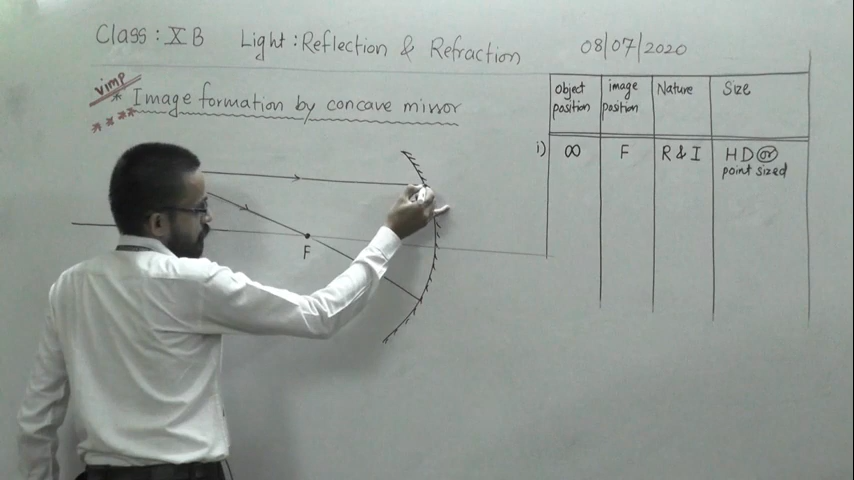 Class : X B Light : Reflection & Refraction 08/07/2020
vimp
* Image formation by concave mirror
****
object position
image position
Nature
Size
i) ∞ F R & I H D or
point sized
F